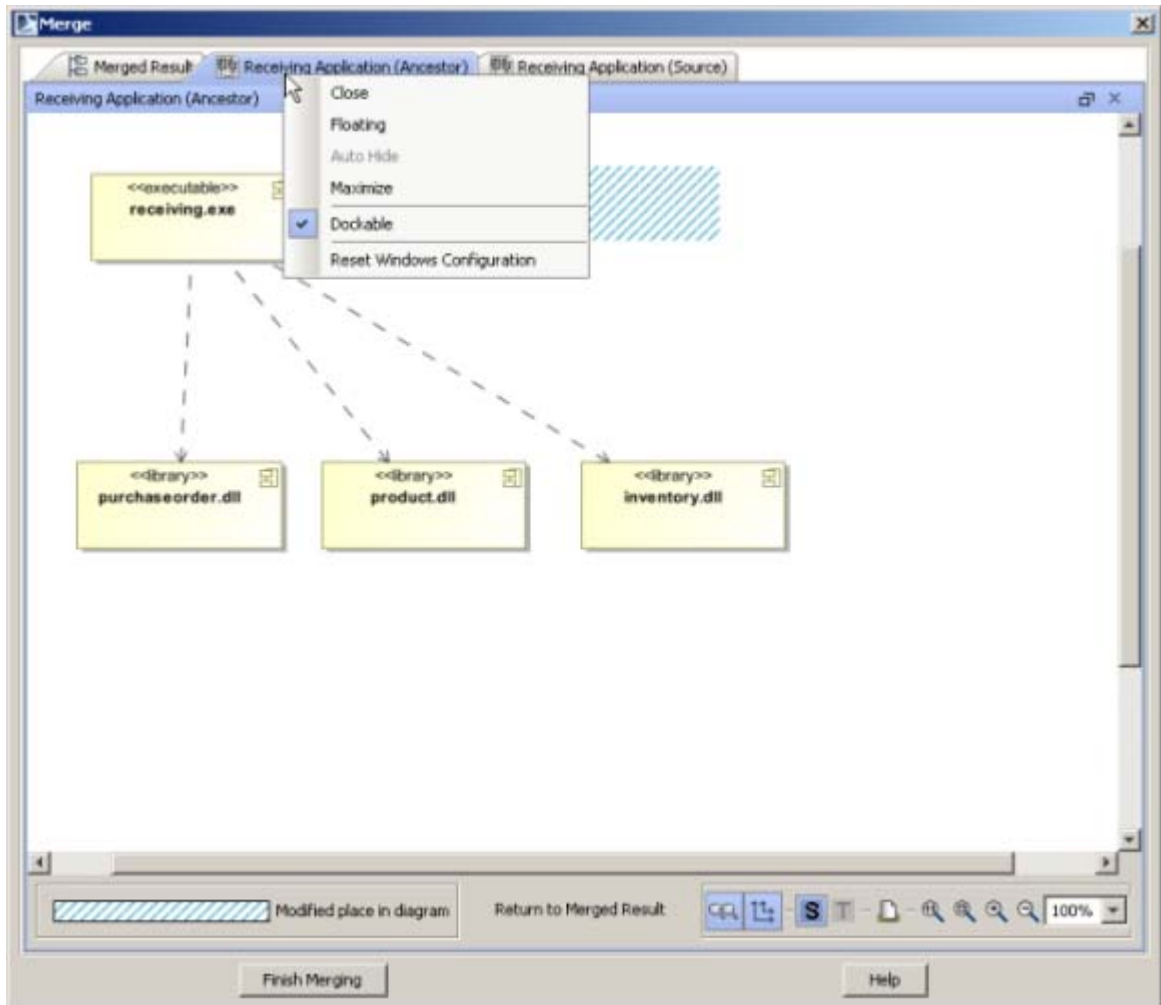 Merge
Merged Result
Receiving Application (Ancestor)
Receiving Application (Source)
Receiving Application (Ancestor)
Close
Floating
Auto Hide
Maximize
Dockable
Reset Windows Configuration
<<executable>>
receiving.exe
<<library>>
purchaseorder.dll
<<library>>
product.dll
<<library>>
inventory.dll
Modified place in diagram
Return to Merged Result
S T
100%
Finish Merging
Help